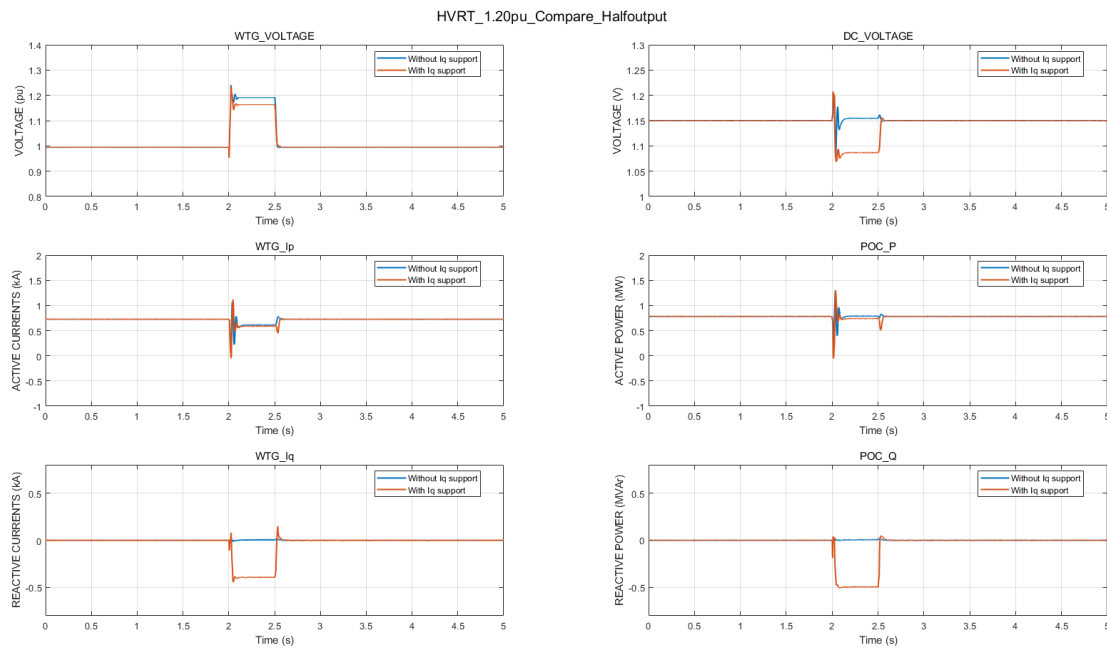 HVRT_1.20pu_Compare_Halfoutput
WTG_VOLTAGE
VOLTAGE (pu)
1.4
1.3
1.2
1.1
1
0.9
0.8
Without Iq support
With Iq support
0 0.5 1 1.5 2 2.5 3 3.5 4 4.5 5
Time (s)
DC_VOLTAGE
VOLTAGE (V)
1.3
1.25
1.2
1.15
1.1
1.05
1
Without Iq support
With Iq support
0 0.5 1 1.5 2 2.5 3 3.5 4 4.5 5
Time (s)
WTG_Ip
ACTIVE CURRENTS (kA)
2
1.5
1
0.5
0
-0.5
-1
Without Iq support
With Iq support
0 0.5 1 1.5 2 2.5 3 3.5 4 4.5 5
Time (s)
POC_P
ACTIVE POWER (MW)
2
1.5
1
0.5
0
-0.5
-1
Without Iq support
With Iq support
0 0.5 1 1.5 2 2.5 3 3.5 4 4.5 5
Time (s)
WTG_Iq
REACTIVE CURRENTS (kA)
0.5
0
-0.5
Without Iq support
With Iq support
0 0.5 1 1.5 2 2.5 3 3.5 4 4.5 5
Time (s)
POC_Q
REACTIVE POWER (MVAr)
0.5
0
-0.5
Without Iq support
With Iq support
0 0.5 1 1.5 2 2.5 3 3.5 4 4.5 5
Time (s)